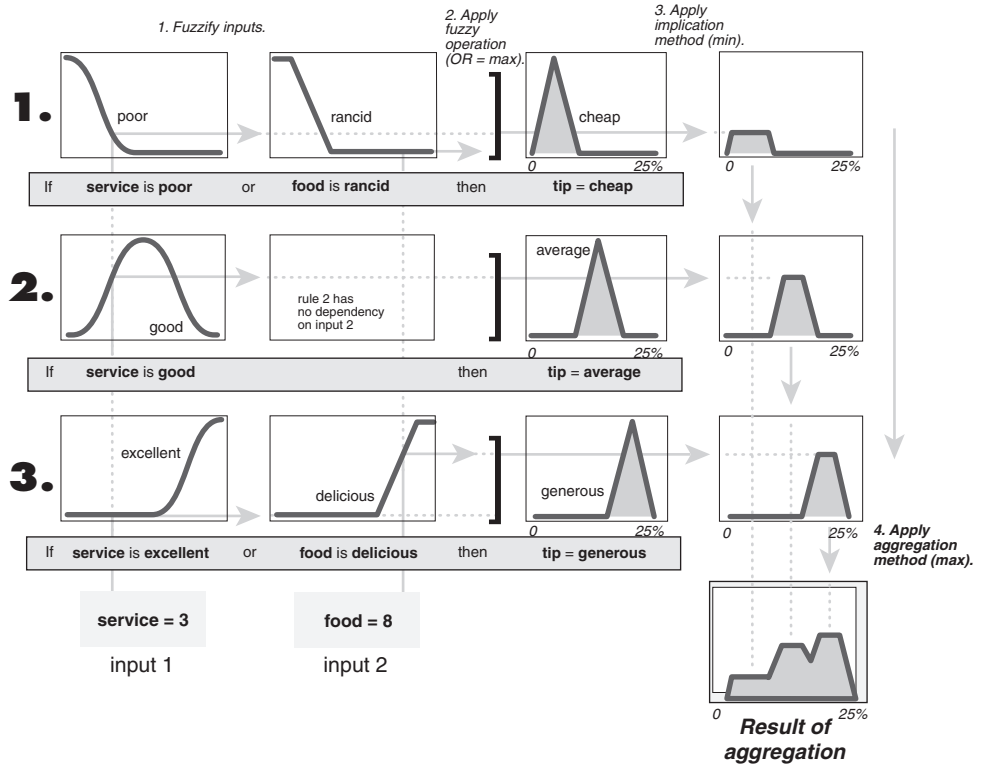 1. Fuzzify inputs.
2. Apply
fuzzy
operation
(OR = max).
3. Apply
implication
method (min).
1.
poor
rancid
cheap
0 25%
0 25%
If service is poor or food is rancid then tip = cheap
2.
good
rule 2 has
no dependency
on input 2
average
0 25%
0 25%
If service is good then tip = average
3.
excellent
delicious
generous
0 25%
0 25%
If service is excellent or food is delicious then tip = generous
4. Apply
aggregation
method (max).
service = 3
food = 8
input 1
input 2
0 25%
Result of
aggregation